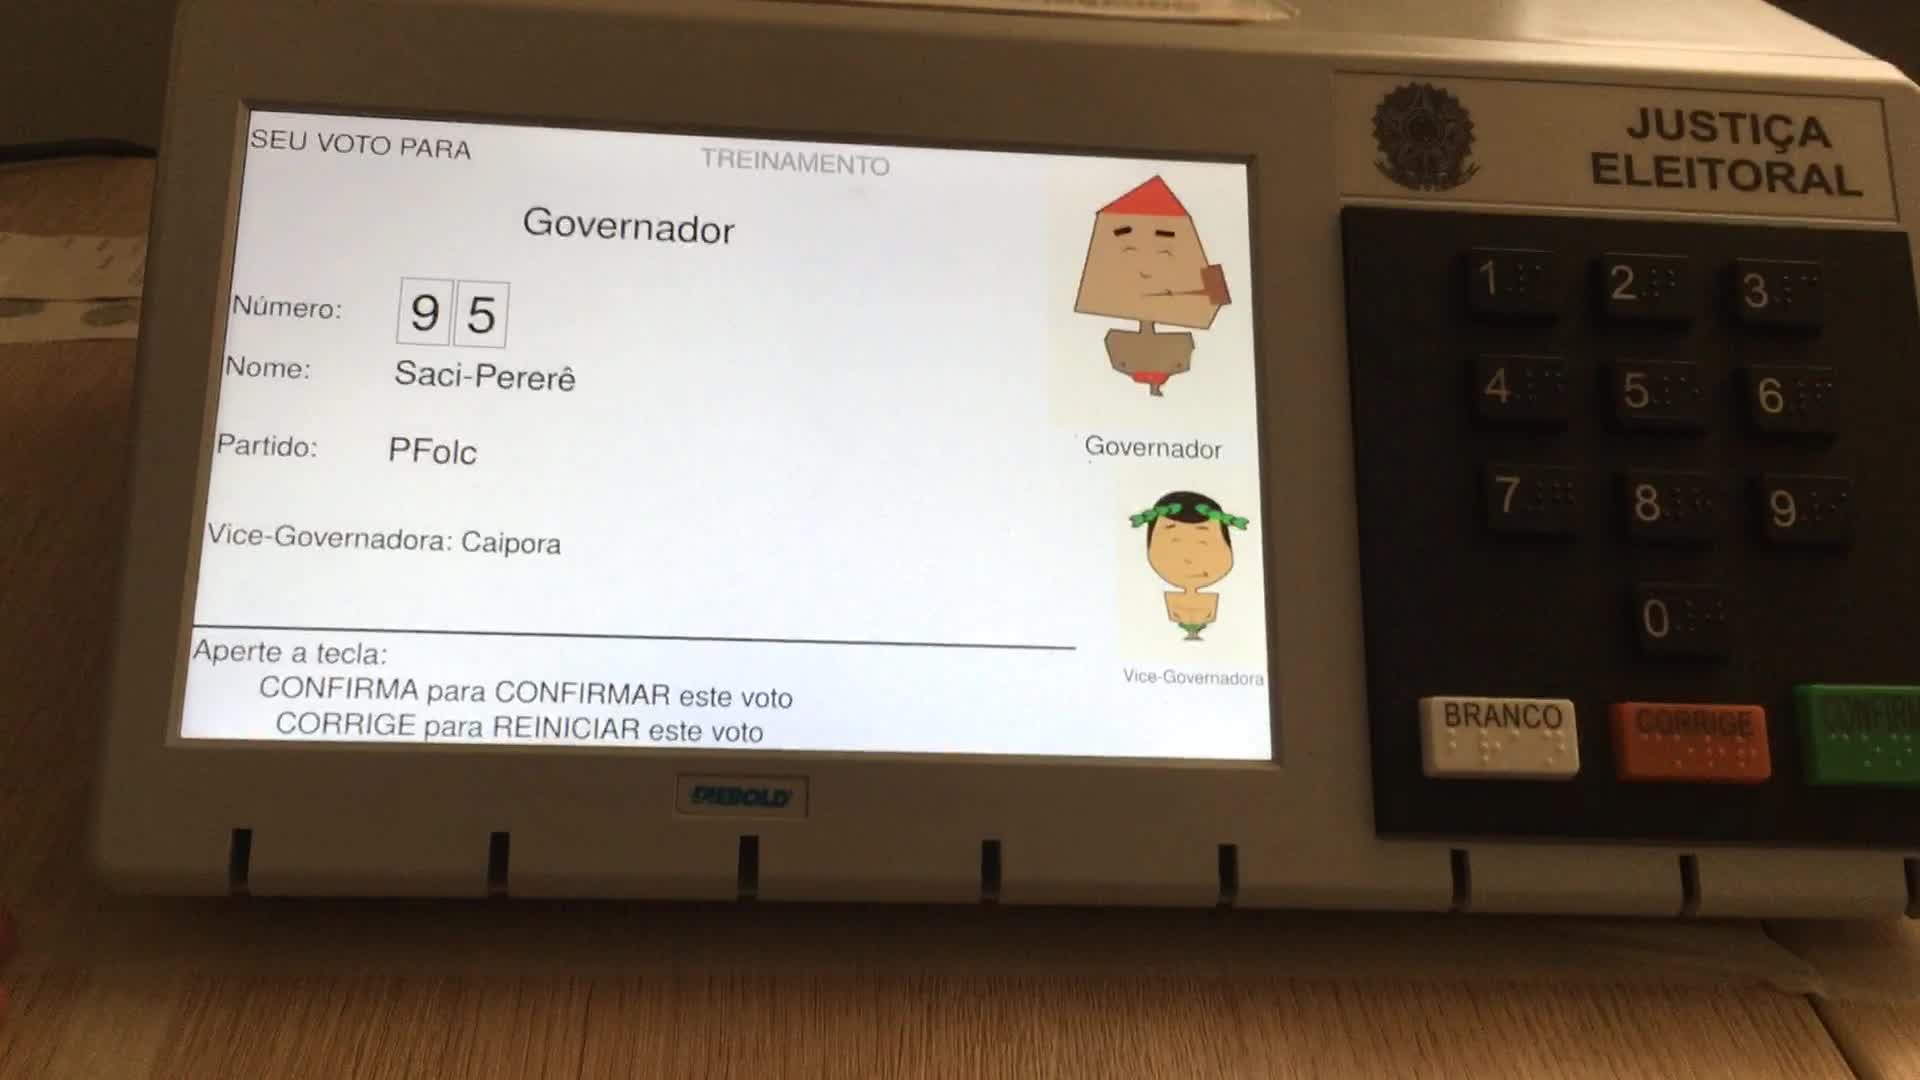 SEU VOTO PARA
TREINAMENTO
Governador
Número: 9 5
Nome: Saci-Pererê
Partido: PFolc
Vice-Governadora: Caipora
Aperte a tecla:
CONFIRMA para CONFIRMAR este voto
CORRIGE para REINICIAR este voto
Governador
Vice-Governadora
DIEBOLD
JUSTIÇA
ELEITORAL
1 2 3
4 5 6
7 8 9
0
BRANCO CORRIGE CONFIR